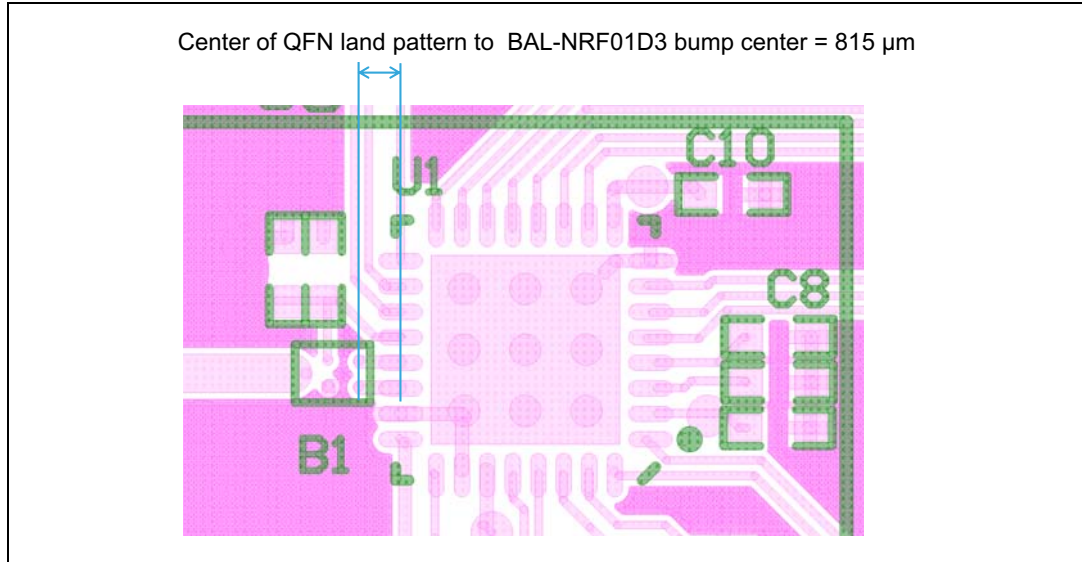 Center of QFN land pattern to BAL-NRF01D3 bump center = 815 µm
U1
C10
C8
B1